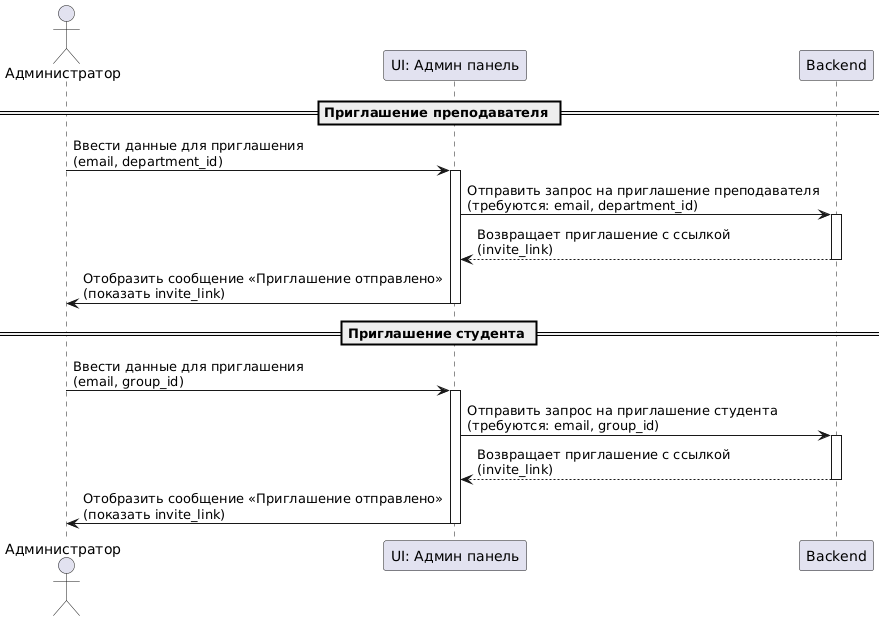 Администратор
UI: Админ панель
Backend
Приглашение преподавателя
Ввести данные для приглашения
(email, department_id)
Отправить запрос на приглашение преподавателя
(требуются: email, department_id)
Возвращает приглашение с ссылкой
(invite_link)
Отобразить сообщение «Приглашение отправлено»
(показать invite_link)
Приглашение студента
Ввести данные для приглашения
(email, group_id)
Отправить запрос на приглашение студента
(требуются: email, group_id)
Возвращает приглашение с ссылкой
(invite_link)
Отобразить сообщение «Приглашение отправлено»
(показать invite_link)
Администратор
UI: Админ панель
Backend